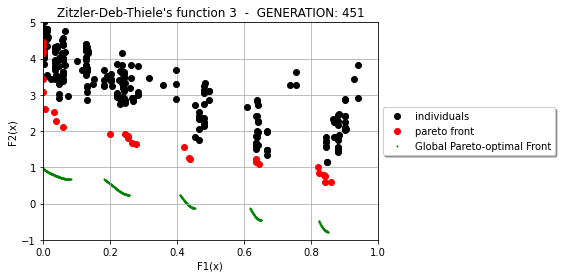 Zitzler-Deb-Thiele's function 3 - GENERATION: 451
5
4
3
2
1
0
−1
F2(x)
0.0 0.2 0.4 0.6 0.8 1.0
F1(x)
individuals
pareto front
Global Pareto-optimal Front